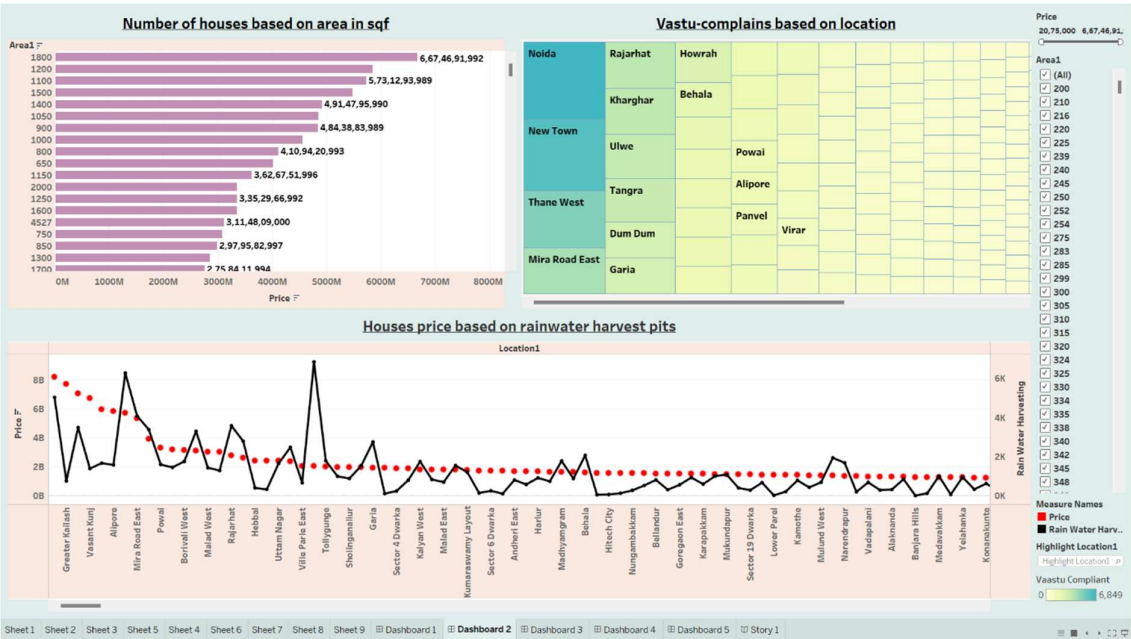 Number of houses based on area in sqf
Area1
1800
1200
1100
1500
1400
1050
900
1000
800
650
1150
2000
1250
1600
4527
750
850
1300
1700
6,67,46,91,992
5,73,12,93,989
4,91,47,95,990
4,84,38,83,989
4,10,94,20,993
3,62,67,51,996
3,35,29,66,992
3,11,48,09,000
2,97,95,82,997
2,75,84,11,994
0M 1000M 2000M 3000M 4000M 5000M 6000M 7000M 8000M
Price
Vastu-complains based on location
Noida
New Town
Thane West
Mira Road East
Rajarhat
Kharghar
Ulwe
Tangra
Dum Dum
Garia
Howrah
Behala
Powai
Alipore
Panvel
Virar
Price
20,75,000 6,67,46,91,
Area1
(All)
200
210
216
220
225
239
240
245
250
252
254
275
283
285
299
300
305
310
315
320
324
325
330
334
335
338
340
342
345
348
Measure Names
Price
Rain Water Harv..
Highlight Location1
Highlight Location1
Vaastu Compliant
0 6,849
Houses price based on rainwater harvest pits
Location1
Price
8B
6B
4B
2B
0B
6K
4K
2K
0K
Rain Water Harvesting
Greater Kailash
Vasant Kunj
Alipore
Mira Road East
Powai
Borivali West
Malad West
Rajarhat
Hebbal
Uttam Nagar
Ville Parle East
Tollygunge
Sholinganallur
Garia
Sector 4 Dwarka
Kalyan West
Malad East
Kumaraswamy Layout
Sector 6 Dwarka
Andheri East
Harlur
Madhyamgram
Behala
Hitech City
Nungambakkam
Bellandur
Goregaon East
Karapakkam
Mukundapur
Sector 19 Dwarka
Lower Parel
Kamothe
Mulund West
Narendrapur
Vadapalani
Alaknanda
Banjara Hills
Medavakkam
Yelahanka
Konanakunte
Sheet 1 Sheet 2 Sheet 3 Sheet 5 Sheet 4 Sheet 6 Sheet 7 Sheet 8 Sheet 9 Dashboard 1 Dashboard 2 Dashboard 3 Dashboard 4 Dashboard 5 Story 1